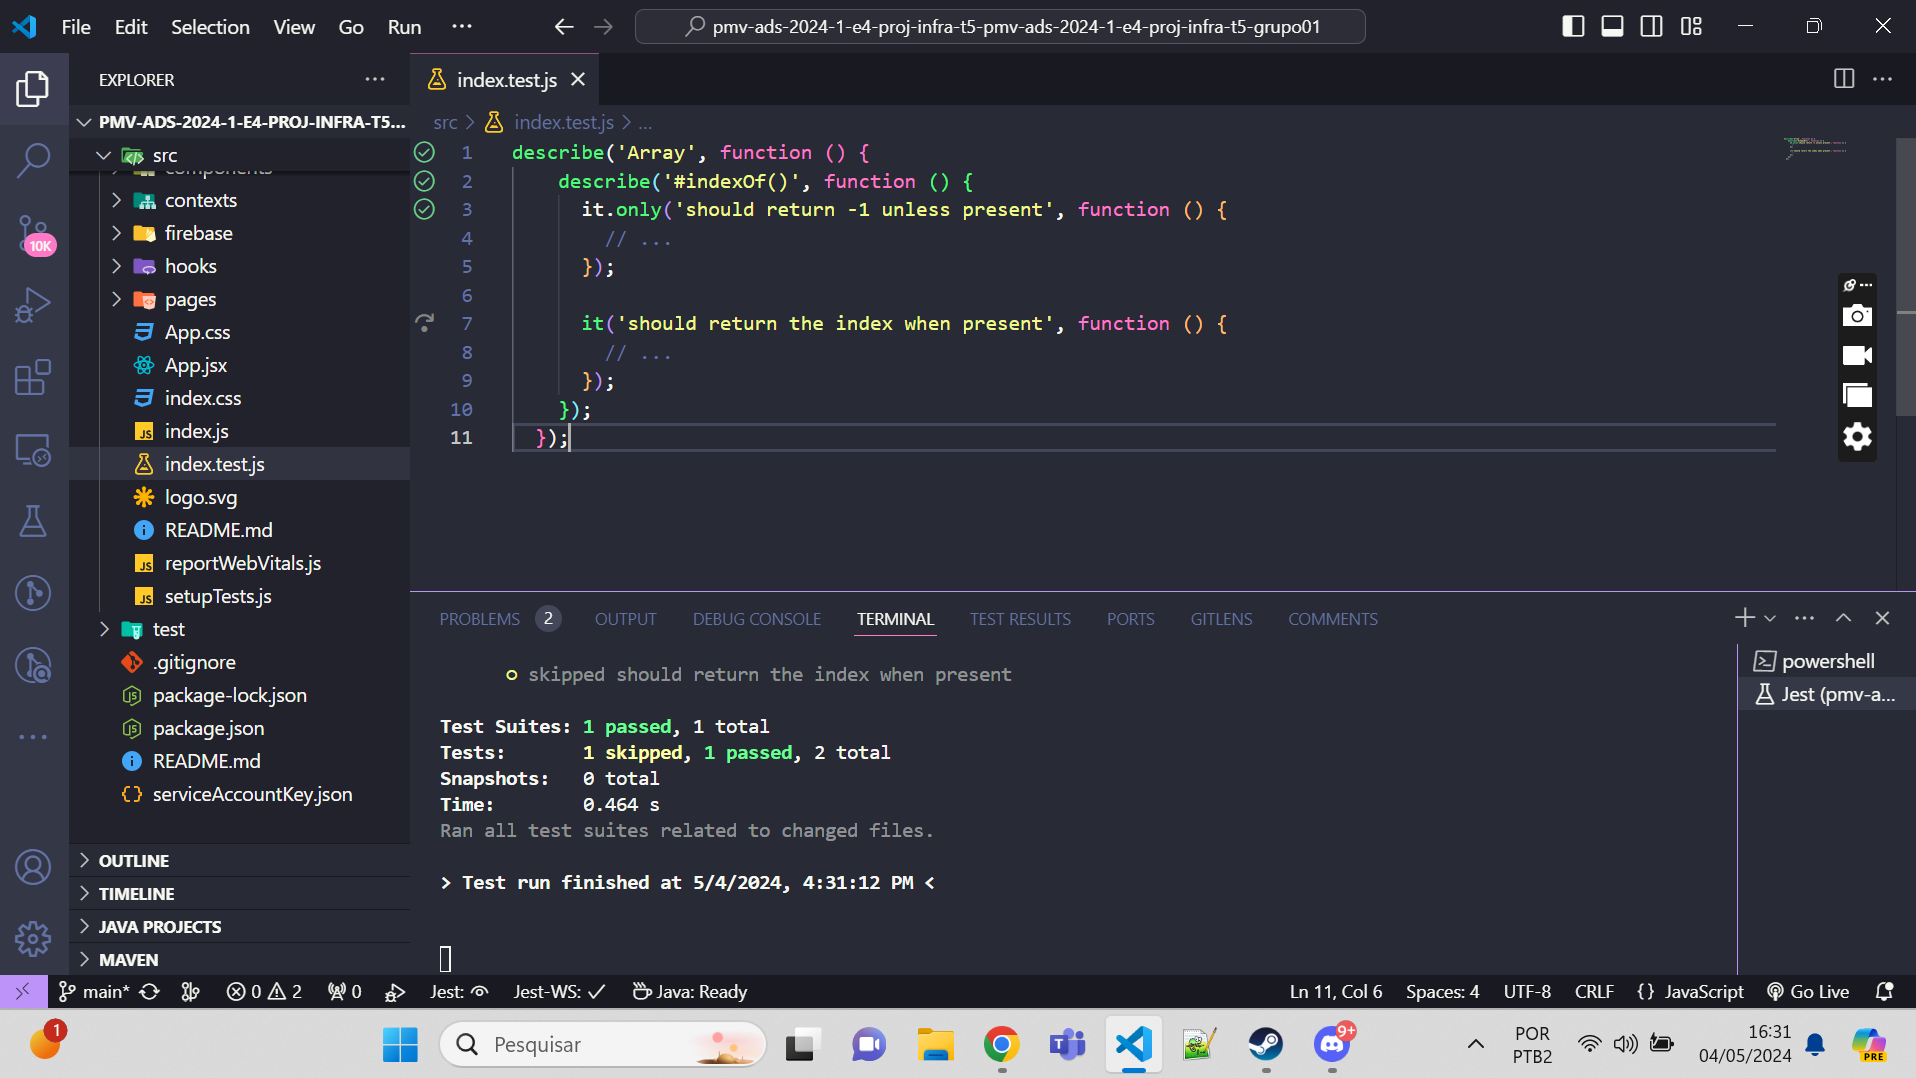 File Edit Selection View Go Run ···
pmv-ads-2024-1-e4-proj-infra-t5-pmv-ads-2024-1-e4-proj-infra-t5-grupo01
EXPLORER
PMV-ADS-2024-1-E4-PROJ-INFRA-T5...
src
components
contexts
firebase
hooks
pages
App.css
App.jsx
index.css
index.js
index.test.js
logo.svg
README.md
reportWebVitals.js
setupTests.js
test
.gitignore
package-lock.json
package.json
README.md
serviceAccountKey.json
OUTLINE
TIMELINE
JAVA PROJECTS
MAVEN
10K
index.test.js
src > index.test.js > ...
1 describe('Array', function () {
2 describe('#indexOf()', function () {
3 it.only('should return -1 unless present', function () {
4 // ...
5 });
6
7 it('should return the index when present', function () {
8 // ...
9 });
10 });
11 });
PROBLEMS 2 OUTPUT DEBUG CONSOLE TERMINAL TEST RESULTS PORTS GITLENS COMMENTS
skipped should return the index when present
Test Suites: 1 passed, 1 total
Tests: 1 skipped, 1 passed, 2 total
Snapshots: 0 total
Time: 0.464 s
Ran all test suites related to changed files.
> Test run finished at 5/4/2024, 4:31:12 PM <
powershell
Jest (pmv-a...
main* 0 2 0 Jest: Jest-WS: Java: Ready Ln 11, Col 6 Spaces: 4 UTF-8 CRLF {} JavaScript Go Live
1
Pesquisar
9+
POR
PTB2
16:31
04/05/2024
PRE